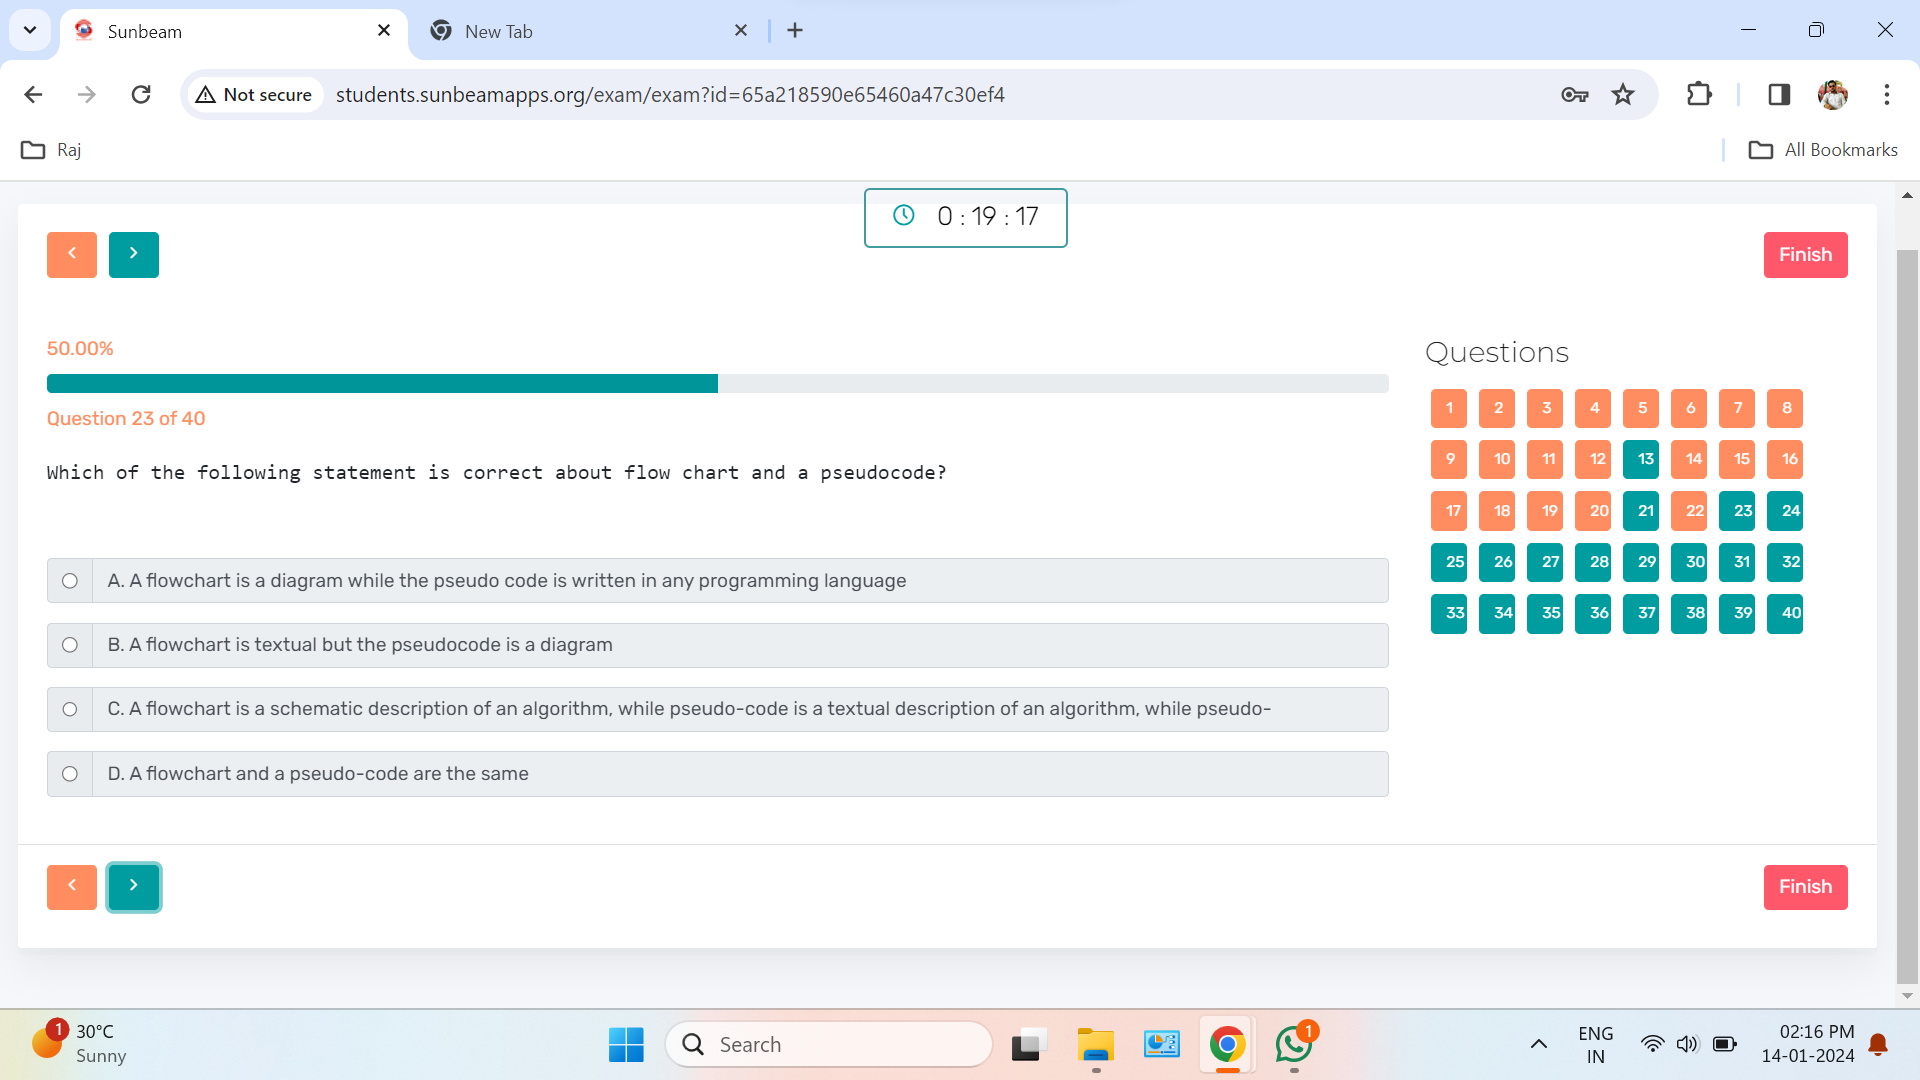 Sunbeam
New Tab
Not secure
students.sunbeamapps.org/exam/exam?id=65a218590e65460a47c30ef4
Raj
All Bookmarks
0 : 19 : 17
Finish
50.00%
Question 23 of 40
Which of the following statement is correct about flow chart and a pseudocode?
A. A flowchart is a diagram while the pseudo code is written in any programming language
B. A flowchart is textual but the pseudocode is a diagram
C. A flowchart is a schematic description of an algorithm, while pseudo-code is a textual description of an algorithm, while pseudo-
D. A flowchart and a pseudo-code are the same
Questions
1 2 3 4 5 6 7 8
9 10 11 12 13 14 15 16
17 18 19 20 21 22 23 24
25 26 27 28 29 30 31 32
33 34 35 36 37 38 39 40
Finish
1
30°C
Sunny
Search
1
ENG
IN
02:16 PM
14-01-2024